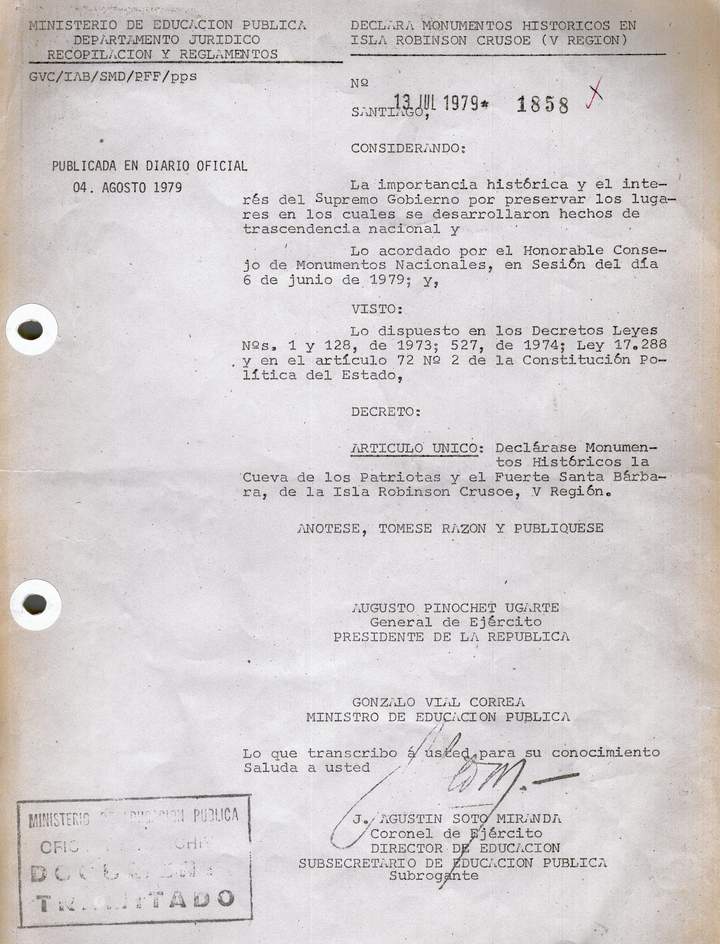 MINISTERIO DE EDUCACION PUBLICA
DEPARTAMENTO JURIDICO
RECOPILACION Y REGLAMENTOS
GVC/IAB/SMD/PFF/pps
DECLARA MONUMENTOS HISTORICOS EN
ISLA ROBINSON CRUSOE (V REGION)
Nº
13 JUL 1979* 1858
SANTIAGO,
PUBLICADA EN DIARIO OFICIAL
04. AGOSTO 1979
CONSIDERANDO:
La importancia histórica y el inte-
rés del Supremo Gobierno por preservar los luga-
res en los cuales se desarrollaron hechos de
trascendencia nacional y
Lo acordado por el Honorable Conse-
jo de Monumentos Nacionales, en Sesión del día
6 de junio de 1979; y,
VISTO:
Lo dispuesto en los Decretos Leyes
Nºs. 1 y 128, de 1973; 527, de 1974; Ley 17.288
y en el artículo 72 Nº 2 de la Constitución Po-
lítica del Estado,
DECRETO:
ARTICULO UNICO: Declárase Monumen-
tos Históricos la
Cueva de los Patriotas y el Fuerte Santa Bárba-
ra, de la Isla Robinson Crusoe, V Región.
ANOTESE, TOMESE RAZON Y PUBLIQUESE
AUGUSTO PINOCHET UGARTE
General de Ejército
PRESIDENTE DE LA REPUBLICA
GONZALO VIAL CORREA
MINISTRO DE EDUCACION PUBLICA
Lo que transcribo a usted para su conocimiento
Saluda a usted
J. AGUSTIN SOTO MIRANDA
Coronel de Ejército
DIRECTOR DE EDUCACION
SUBSECRETARIO DE EDUCACION PUBLICA
Subrogante
MINISTERIO DE EDUCACION PUBLICA
DOCUMENTO
TRAMITADO